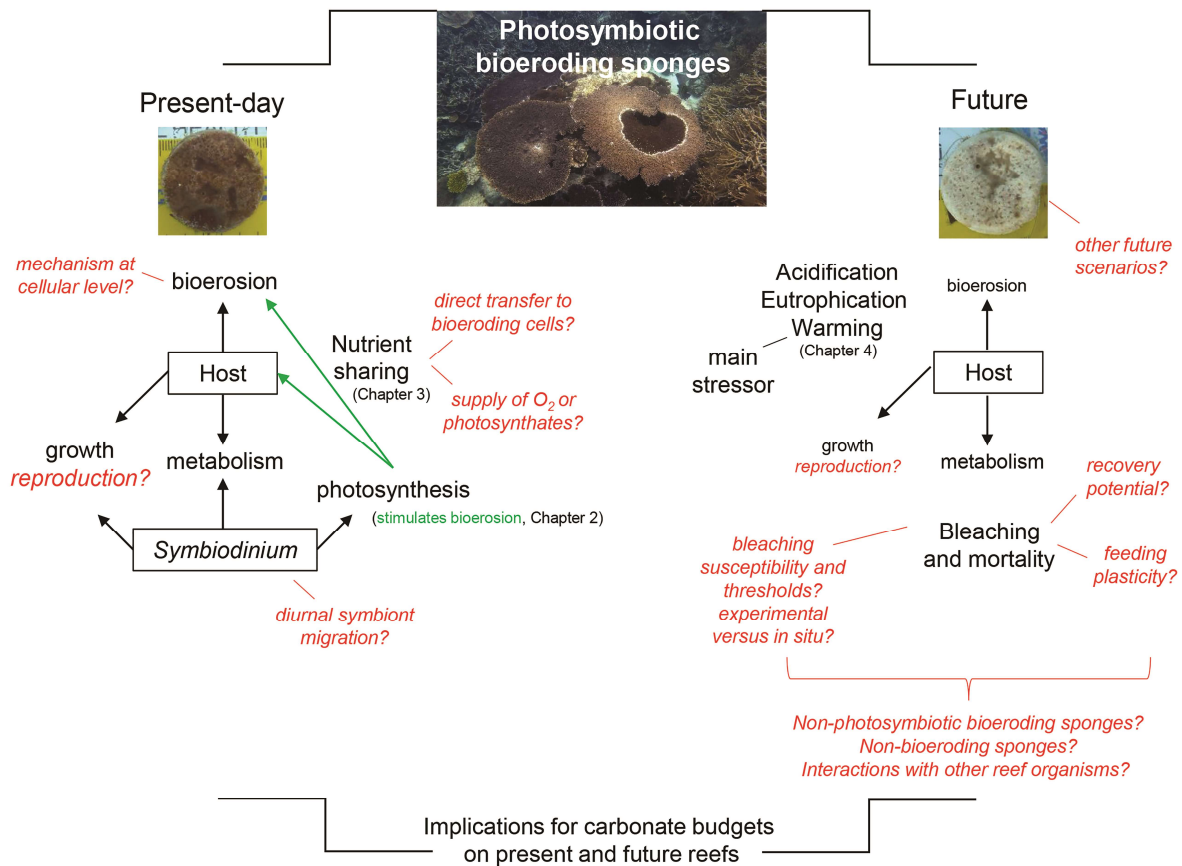 Photosymbiotic
bioeroding sponges
Present-day
mechanism at
cellular level?
bioerosion
Host
growth
reproduction?
metabolism
Symbiodinium
diurnal symbiont
migration?
Nutrient
sharing
(Chapter 3)
direct transfer to
bioeroding cells?
supply of O2 or
photosynthates?
photosynthesis
(stimulates bioerosion, Chapter 2)
Future
other future
scenarios?
Acidification
Eutrophication
Warming
(Chapter 4)
main
stressor
bioerosion
Host
growth
reproduction?
metabolism
Bleaching
and mortality
recovery
potential?
feeding
plasticity?
bleaching
susceptibility and
thresholds?
experimental
versus in situ?
Non-photosymbiotic bioeroding sponges?
Non-bioeroding sponges?
Interactions with other reef organisms?
Implications for carbonate budgets
on present and future reefs